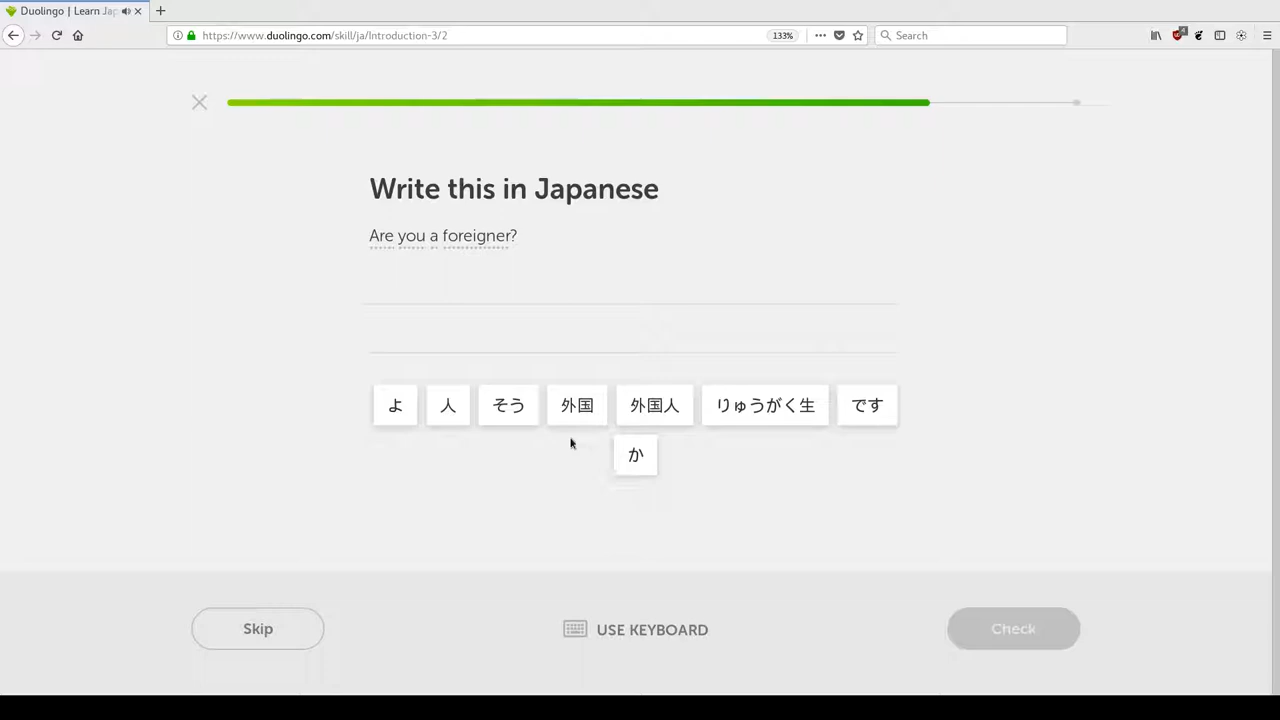 Duolingo | Learn Jap
https://www.duolingo.com/skill/ja/Introduction-3/2
133%
Search
Write this in Japanese
Are you a foreigner?
よ 人 そう 外国 外国人 りゅうがく生 です
か
Skip
USE KEYBOARD
Check